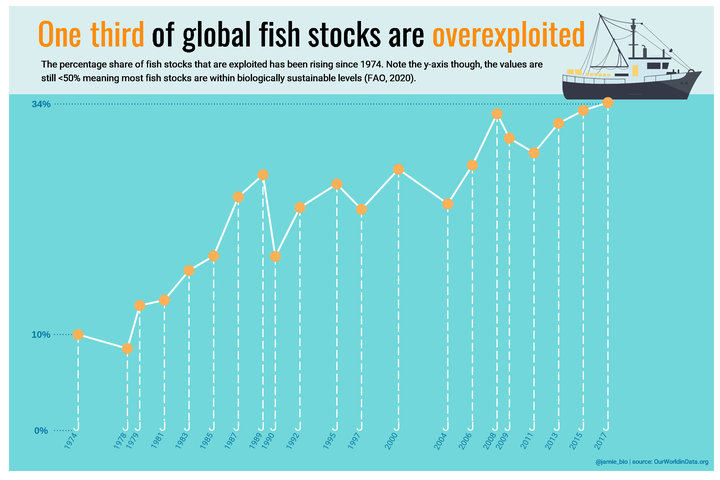 One third of global fish stocks are overexploited
The percentage share of fish stocks that are exploited has been rising since 1974. Note the y-axis though, the values are
still <50% meaning most fish stocks are within biologically sustainable levels (FAO, 2020).
34%
10%
0%
1974 1978 1979 1981 1983 1985 1987 1989 1990 1992 1995 1997 2000 2004 2006 2008 2009 2011 2013 2015 2017
@jamie_bio | source: OurWorldinData.org